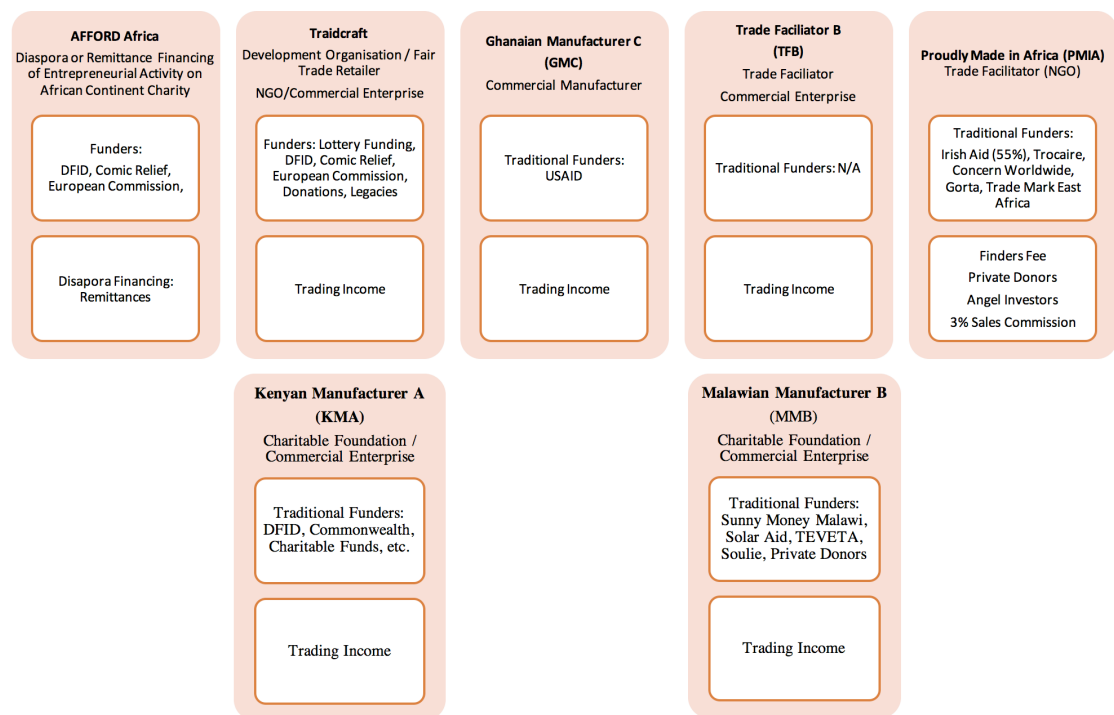 AFFORD Africa
Diaspora or Remittance Financing
of Entrepreneurial Activity on
African Continent Charity
Funders:
DFID, Comic Relief,
European Commission,
Disapora Financing:
Remittances
Traidcraft
Development Organisation / Fair
Trade Retailer
NGO/Commercial Enterprise
Funders: Lottery Funding,
DFID, Comic Relief,
European Commission,
Donations, Legacies
Trading Income
Ghanaian Manufacturer C
(GMC)
Commercial Manufacturer
Traditional Funders:
USAID
Trading Income
Trade Faciliator B
(TFB)
Trade Faciliator
Commercial Enterprise
Traditional Funders: N/A
Trading Income
Proudly Made in Africa (PMIA)
Trade Facilitator (NGO)
Traditional Funders:
Irish Aid (55%), Trocaire,
Concern Worldwide,
Gorta, Trade Mark East
Africa
Finders Fee
Private Donors
Angel Investors
3% Sales Commission
Kenyan Manufacturer A
(KMA)
Charitable Foundation /
Commercial Enterprise
Traditional Funders:
DFID, Commonwealth,
Charitable Funds, etc.
Trading Income
Malawian Manufacturer B
(MMB)
Charitable Foundation /
Commercial Enterprise
Traditional Funders:
Sunny Money Malawi,
Solar Aid, TEVETA,
Soulie, Private Donors
Trading Income